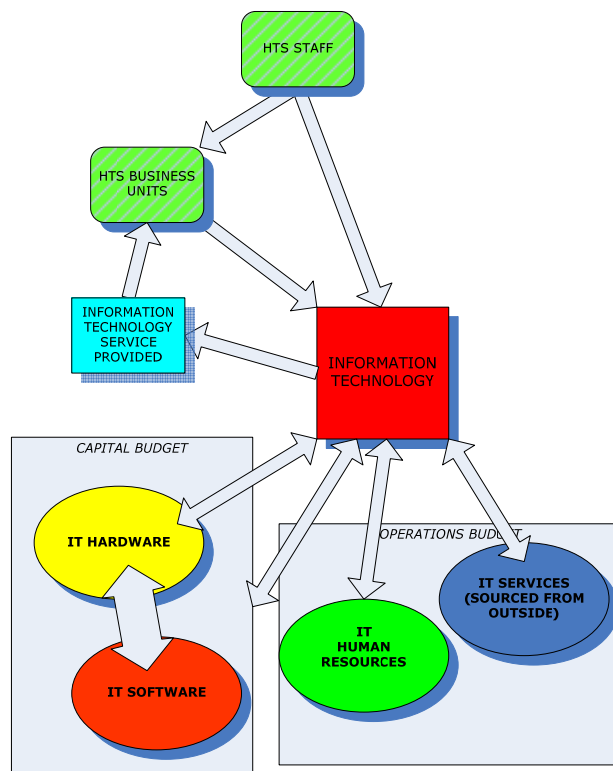 HTS STAFF
HTS BUSINESS
UNITS
INFORMATION
TECHNOLOGY
SERVICE
PROVIDED
INFORMATION
TECHNOLOGY
CAPITAL BUDGET
IT HARDWARE
IT SOFTWARE
OPERATIONS BUDGET
IT SERVICES
(SOURCED FROM
OUTSIDE)
IT
HUMAN
RESOURCES